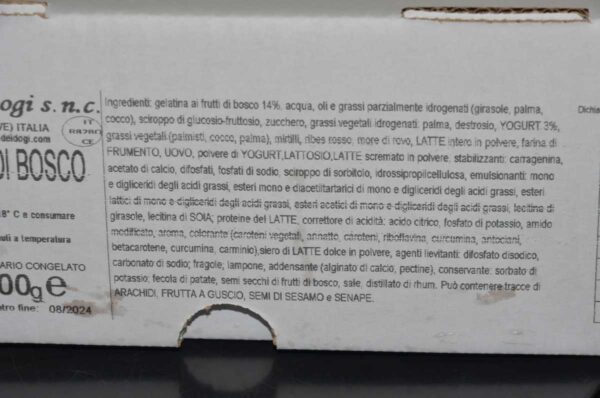 ogi s.n.c.
VE) ITALIA
deidogi.com
IT
CE
DI BOSCO
18° C e consumare
uli a temperatura
ARIO CONGELATO
00g e
tro fine: 08/2024
Ingredienti: gelatina ai frutti di bosco 14%, acqua, oli e grassi parzialmente idrogenati (girasole, palma,
cocco), sciroppo di glucosio-fruttosio, zucchero, grassi vegetali idrogenati: palma, destrosio, YOGURT 3%,
grassi vegetali (palmisti, cocco, palma), mirtilli, ribes rosso, more di rovo, LATTE intero in polvere, farina di
FRUMENTO, UOVO, polvere di YOGURT,LATTOSIO,LATTE scremato in polvere, stabilizzanti: carragenina,
acetato di calcio, difosfati, fosfati di sodio, sciroppo di sorbitolo, idrossipropilcellulosa, emulsionanti: mono
e digliceridi degli acidi grassi, esteri mono e diacetiltartarici di mono e digliceridi degli acidi grassi, esteri
lattici di mono e digliceridi degli acidi grassi, esteri acetici di mono e digliceridi degli acidi grassi, lecitina di
girasole, lecitina di SOIA; proteine del LATTE, correttore di acidità: acido citrico, fosfato di potassio, amido
modificato, aroma, colorante (caroteni vegetali, annatto, caroteni, riboflavina, curcumina, antociani,
betacarotene, curcumina, carminio),siero di LATTE dolce in polvere, agenti lievitanti: difosfato disodico,
carbonato di sodio; fragole, lampone, addensante (alginato di calcio, pectine), conservante: sorbato di
potassio; fecola di patate, semi secchi di frutti di bosco, sale, distillato di rhum. Può contenere tracce di
ARACHIDI, FRUTTA A GUSCIO, SEMI DI SESAMO e SENAPE.
Dichia